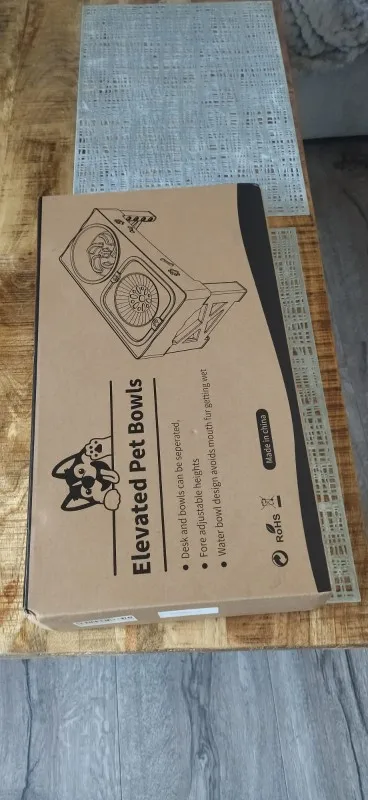 Elevated Pet Bowls
• Desk and bowls can be seperated.
• Fore adjustable heights
• Water bowl design avoids mouth fur getting wet
RoHS
Made in china